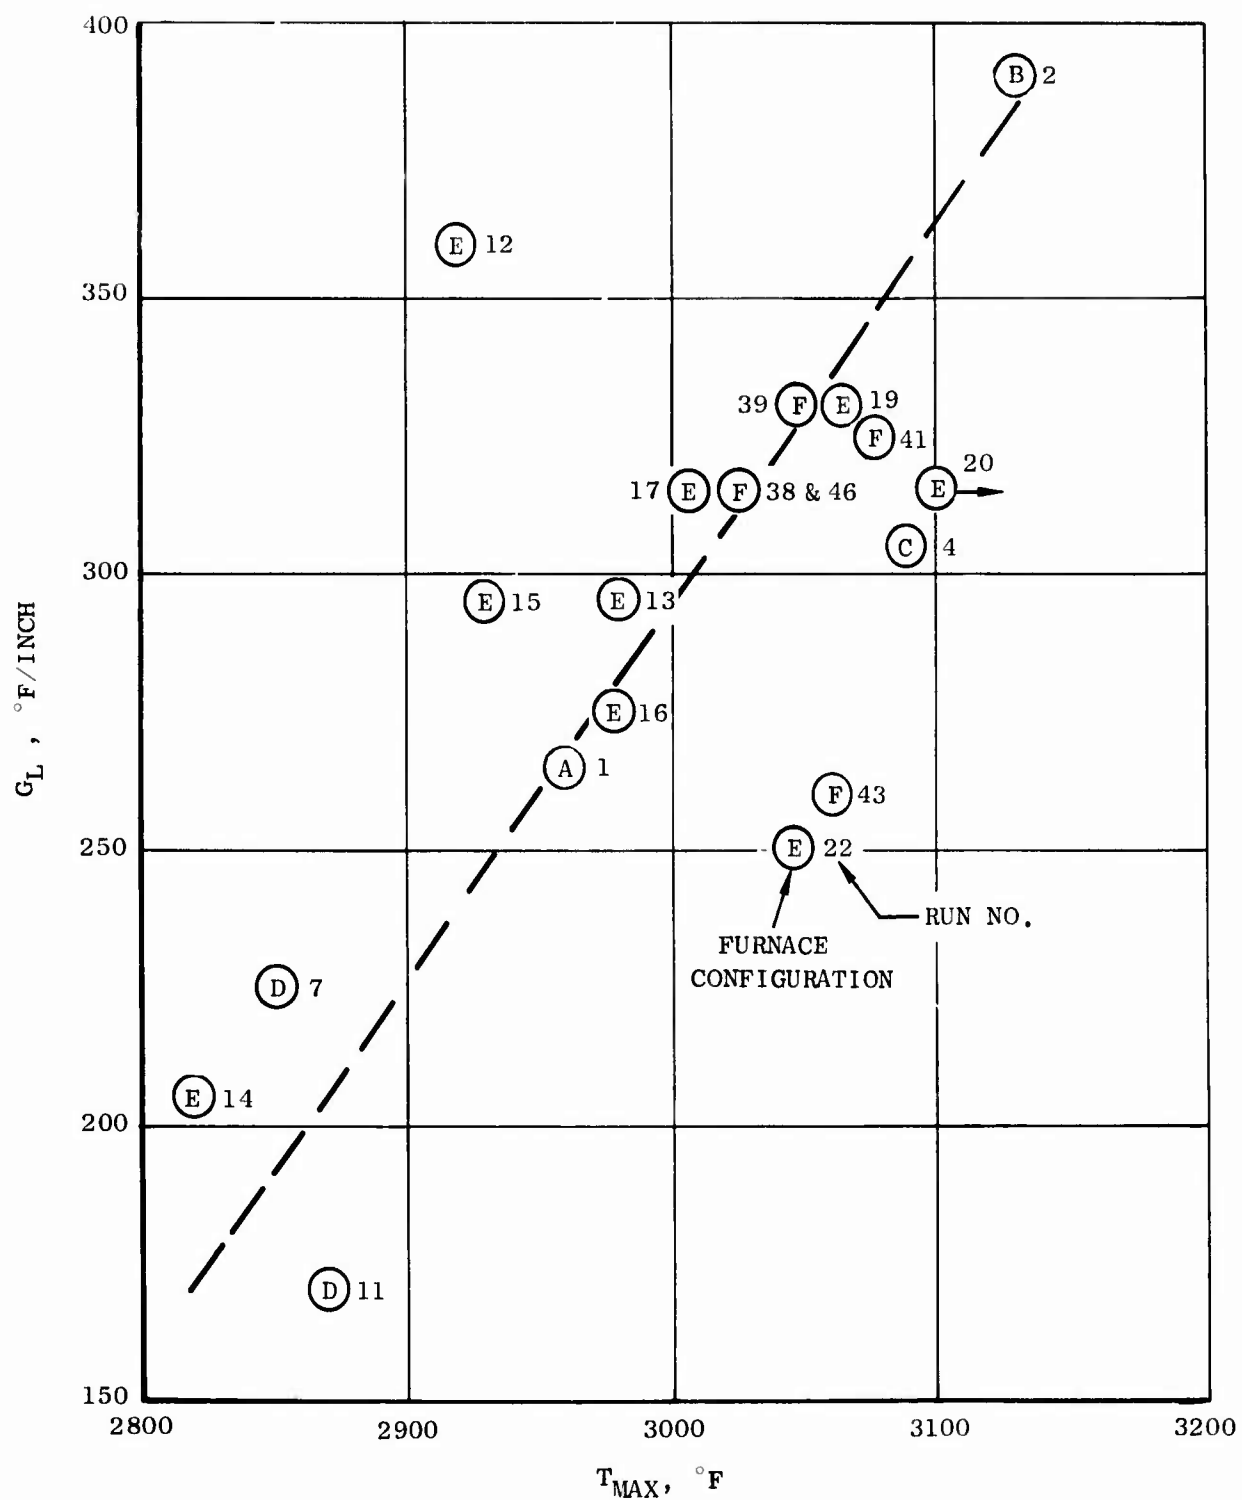 400
B 2
E 12
350
39 F E 19
F 41
20
17 E F 38 & 46 E
C 4
300
E 15 E 13
E 16
A 1
F 43
250
E 22
RUN NO.
FURNACE
CONFIGURATION
D 7
E 14
200
D 11
150
2800 2900 3000 3100 3200
GL , °F/INCH
TMAX, °F